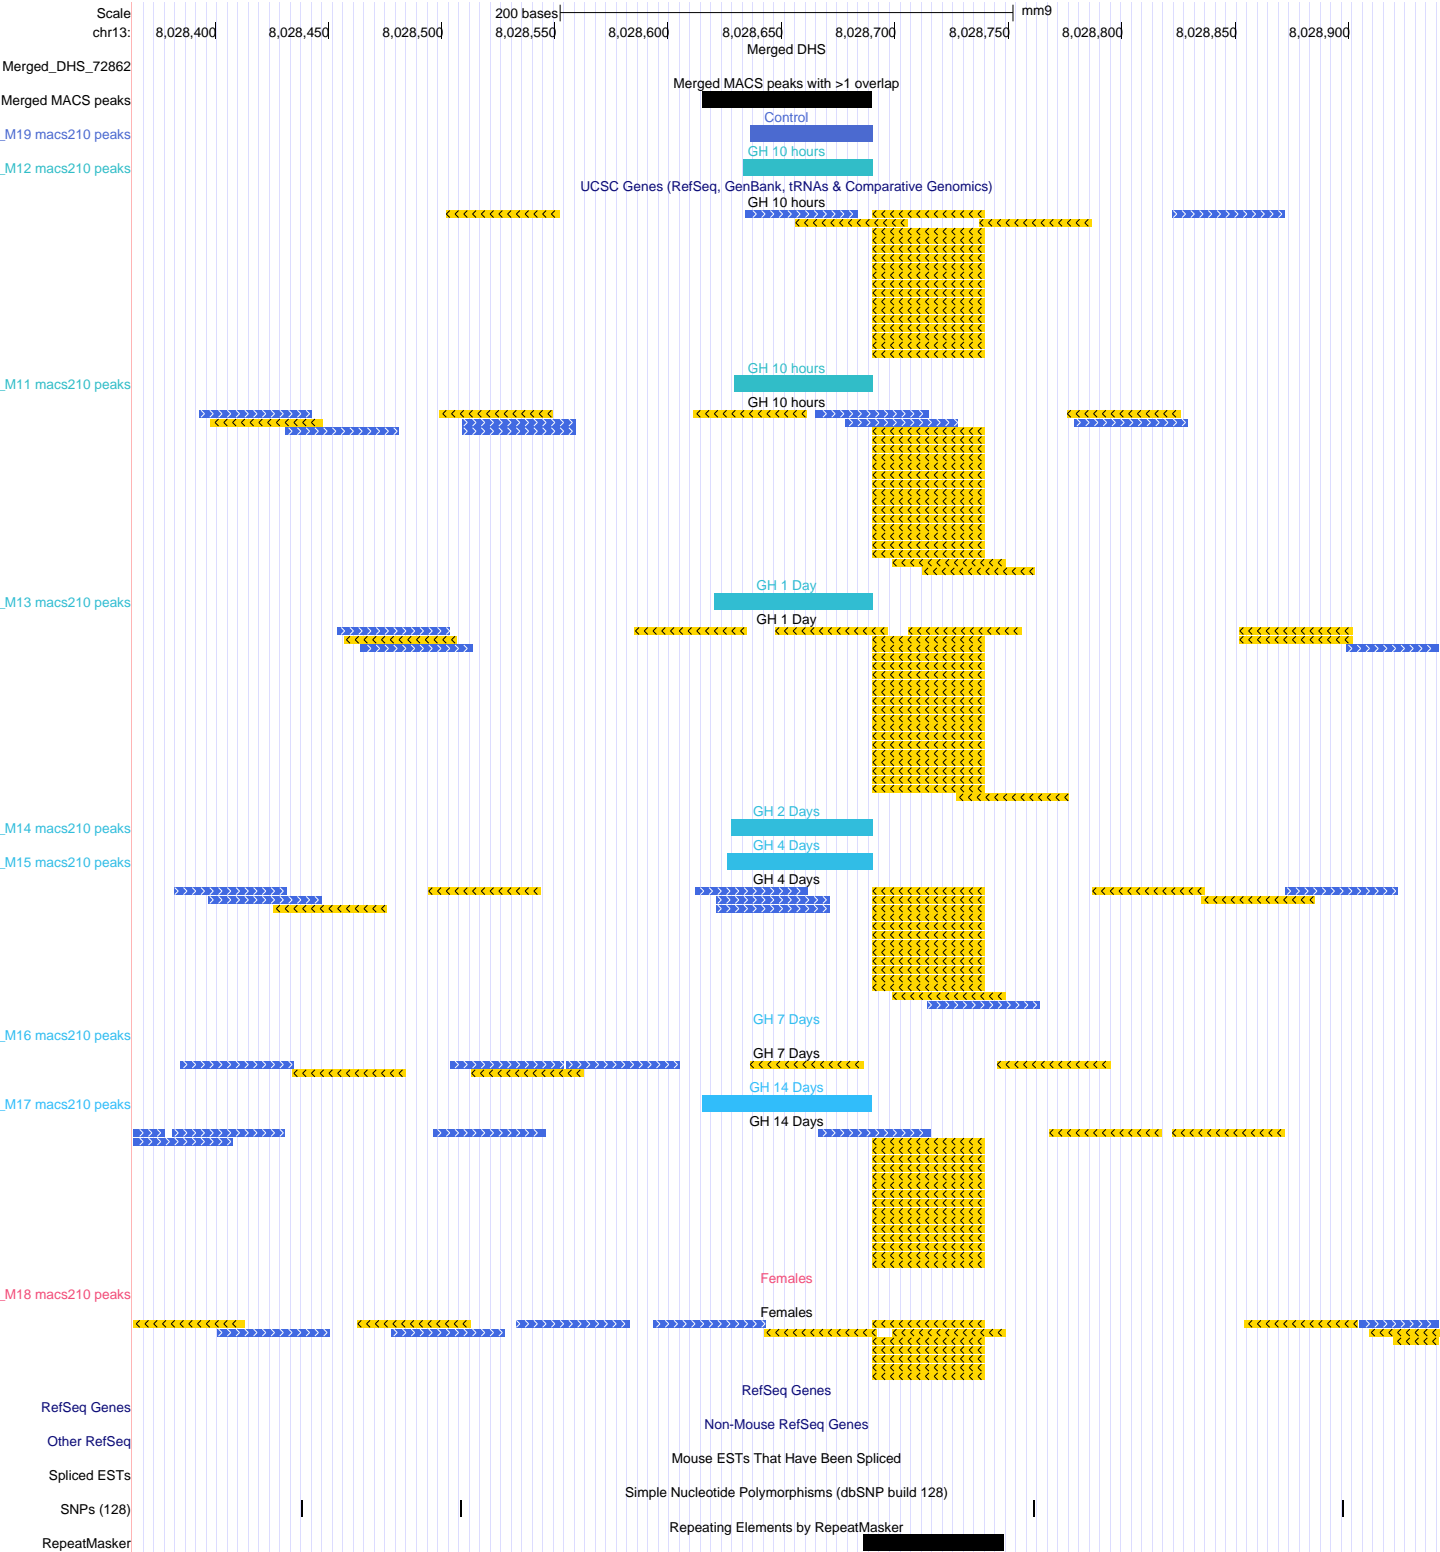 Scale 200 bases mm9
chr13: 8,028,400 8,028,450 8,028,500 8,028,550 8,028,600 8,028,650 8,028,700 8,028,750 8,028,800 8,028,850 8,028,900
Merged DHS
Merged_DHS_72862
Merged MACS peaks with >1 overlap
Merged MACS peaks
Control
_M19 macs210 peaks
GH 10 hours
_M12 macs210 peaks
UCSC Genes (RefSeq, GenBank, tRNAs & Comparative Genomics)
GH 10 hours
GH 10 hours
_M11 macs210 peaks
GH 10 hours
GH 1 Day
_M13 macs210 peaks
GH 1 Day
GH 2 Days
_M14 macs210 peaks
GH 4 Days
_M15 macs210 peaks
GH 4 Days
GH 7 Days
_M16 macs210 peaks
GH 7 Days
GH 14 Days
_M17 macs210 peaks
GH 14 Days
Females
_M18 macs210 peaks
Females
RefSeq Genes
RefSeq Genes
Non-Mouse RefSeq Genes
Other RefSeq
Mouse ESTs That Have Been Spliced
Spliced ESTs
Simple Nucleotide Polymorphisms (dbSNP build 128)
SNPs (128)
Repeating Elements by RepeatMasker
RepeatMasker